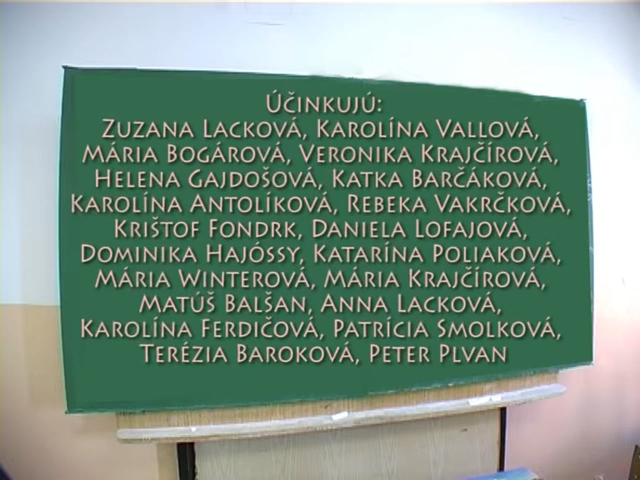 Účinkujú:
Zuzana Lacková, Karolína Vallová,
Mária Bogárová, Veronika Krajčírová,
Helena Gajdošová, Katka Barčáková,
Karolína Antolíková, Rebeka Vakrčková,
Krištof Fondrk, Daniela Lofajová,
Dominika Hajóssy, Katarína Poliaková,
Mária Winterová, Mária Krajčírová,
Matúš Balšan, Anna Lacková,
Karolína Ferdičová, Patrícia Smolková,
Terézia Baroková, Peter Plvan